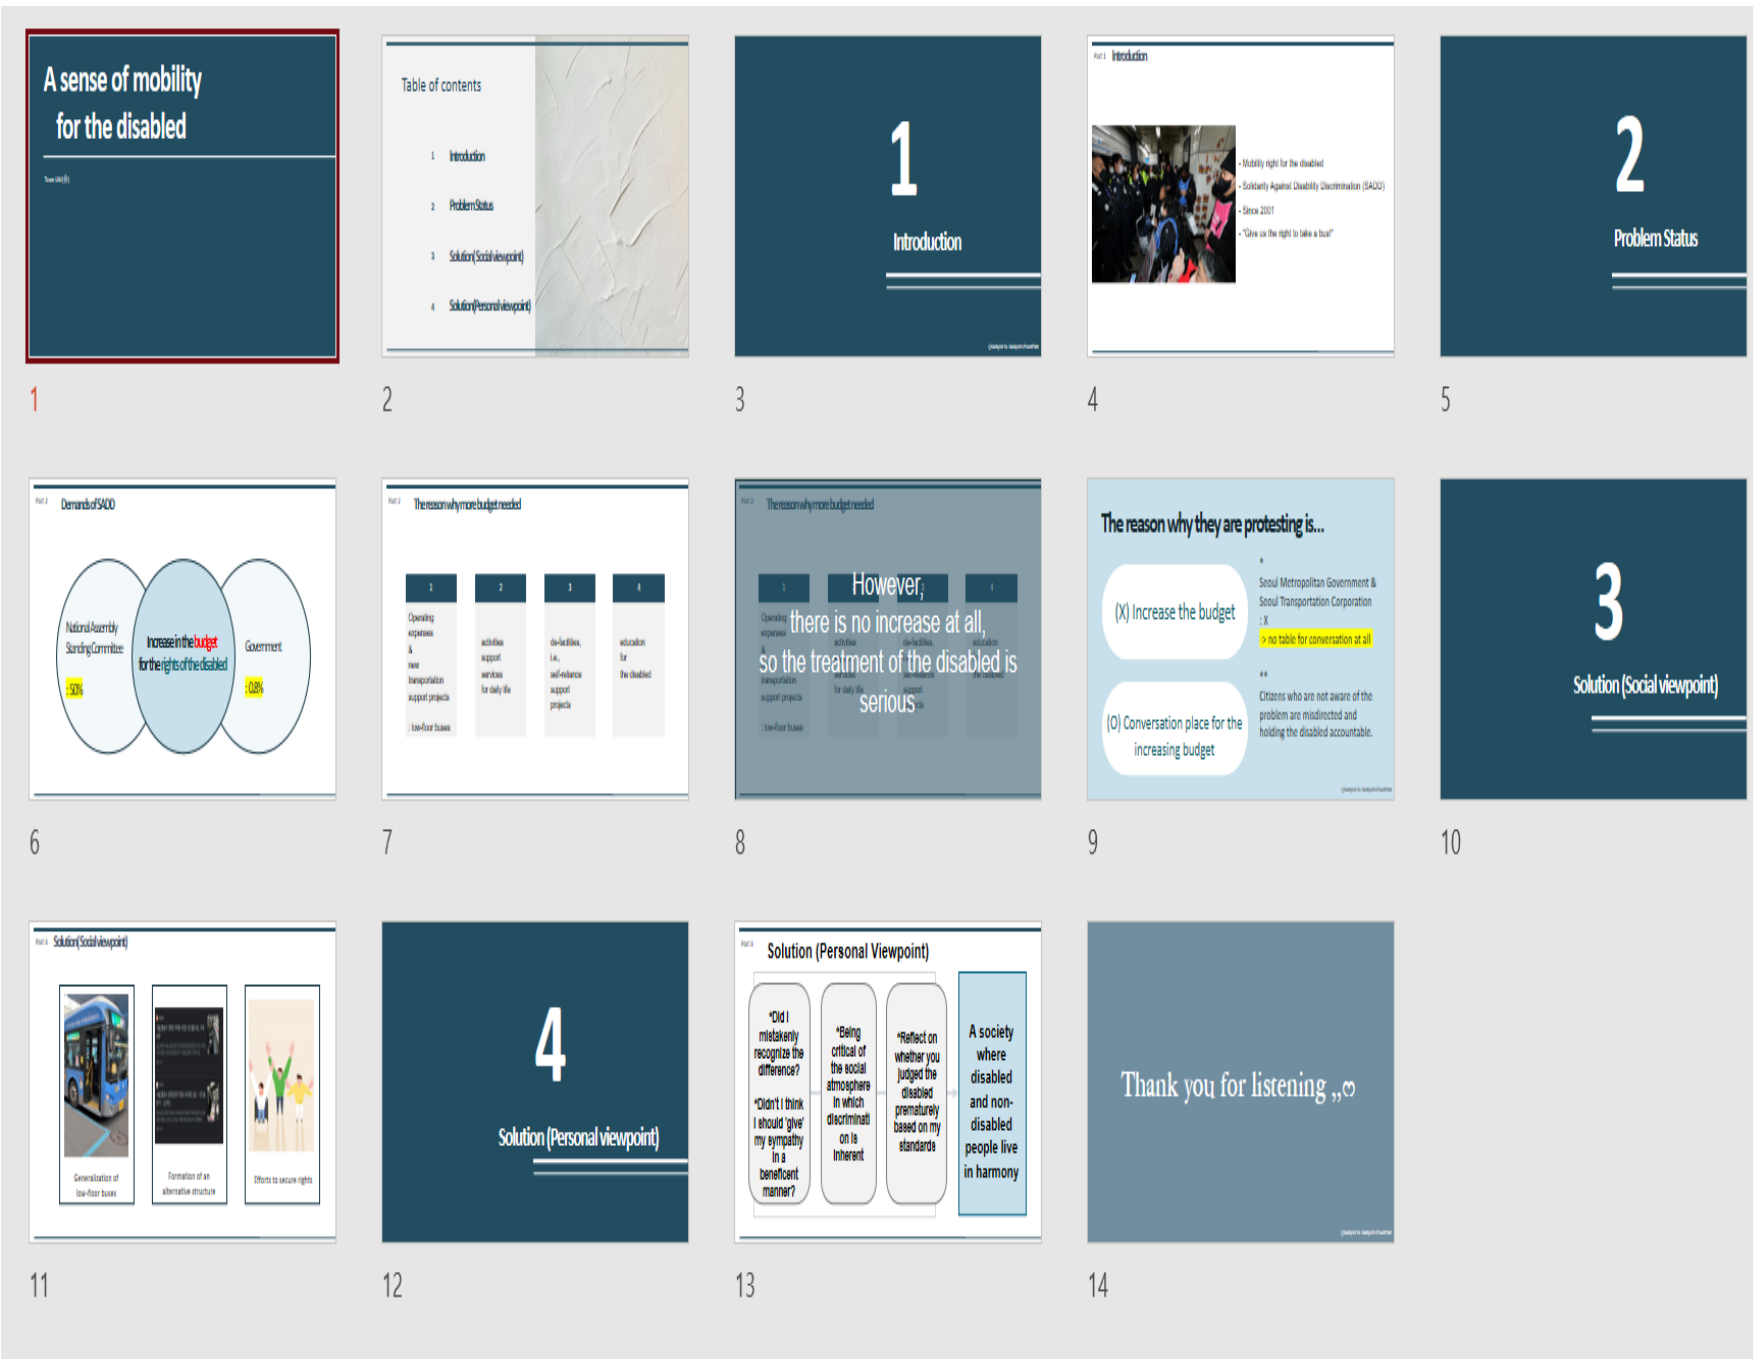 A sense of mobility
for the disabled
1
Table of contents
1 Introduction
2 Problem Status
3 Solution(Social viewpoint)
4 Solution(Personal viewpoint)
2
1
Introduction
3
Part 1 Introduction
- Mobility right for the disabled
- Solidarity Against Disability Discrimination (SADD)
- Since 2001
- "Give us the right to take a bus!"
4
2
Problem Status
5
Part 2 Demands of SADD
National Assembly
Standing Committee
: 50%
Increase in the budget
for the rights of the disabled
Government
: 0.8%
6
Part 2 The reason why more budget needed
1
Operating
expenses
&
new
transportation
support projects
: low-floor buses
2
activities
support
services
for daily life
3
de-facilities,
i.e.,
self-reliance
support
projects
4
education
for
the disabled
7
Part 2 The reason why more budget needed
However,
there is no increase at all,
so the treatment of the disabled is
serious
8
The reason why they are protesting is...
(X) Increase the budget
(O) Conversation place for the
increasing budget
*
Seoul Metropolitan Government &
Seoul Transportation Corporation
: X
-> no table for conversation at all
**
Citizens who are not aware of the
problem are misdirected and
holding the disabled accountable.
9
3
Solution (Social viewpoint)
10
Solution(Social viewpoint)
Generalization of
low-floor buses
Formation of an
alternative structure
Efforts to secure rights
11
4
Solution (Personal viewpoint)
12
Solution (Personal Viewpoint)
*Did I
mistakenly
recognize the
difference?
*Didn't I think
I should 'give'
my sympathy
in a
beneficent
manner?
*Being
critical of
the social
atmosphere
in which
discriminati
on is
inherent
*Reflect on
whether you
judged the
disabled
prematurely
based on my
standards
A society
where
disabled
and non-
disabled
people live
in harmony
13
Thank you for listening
14